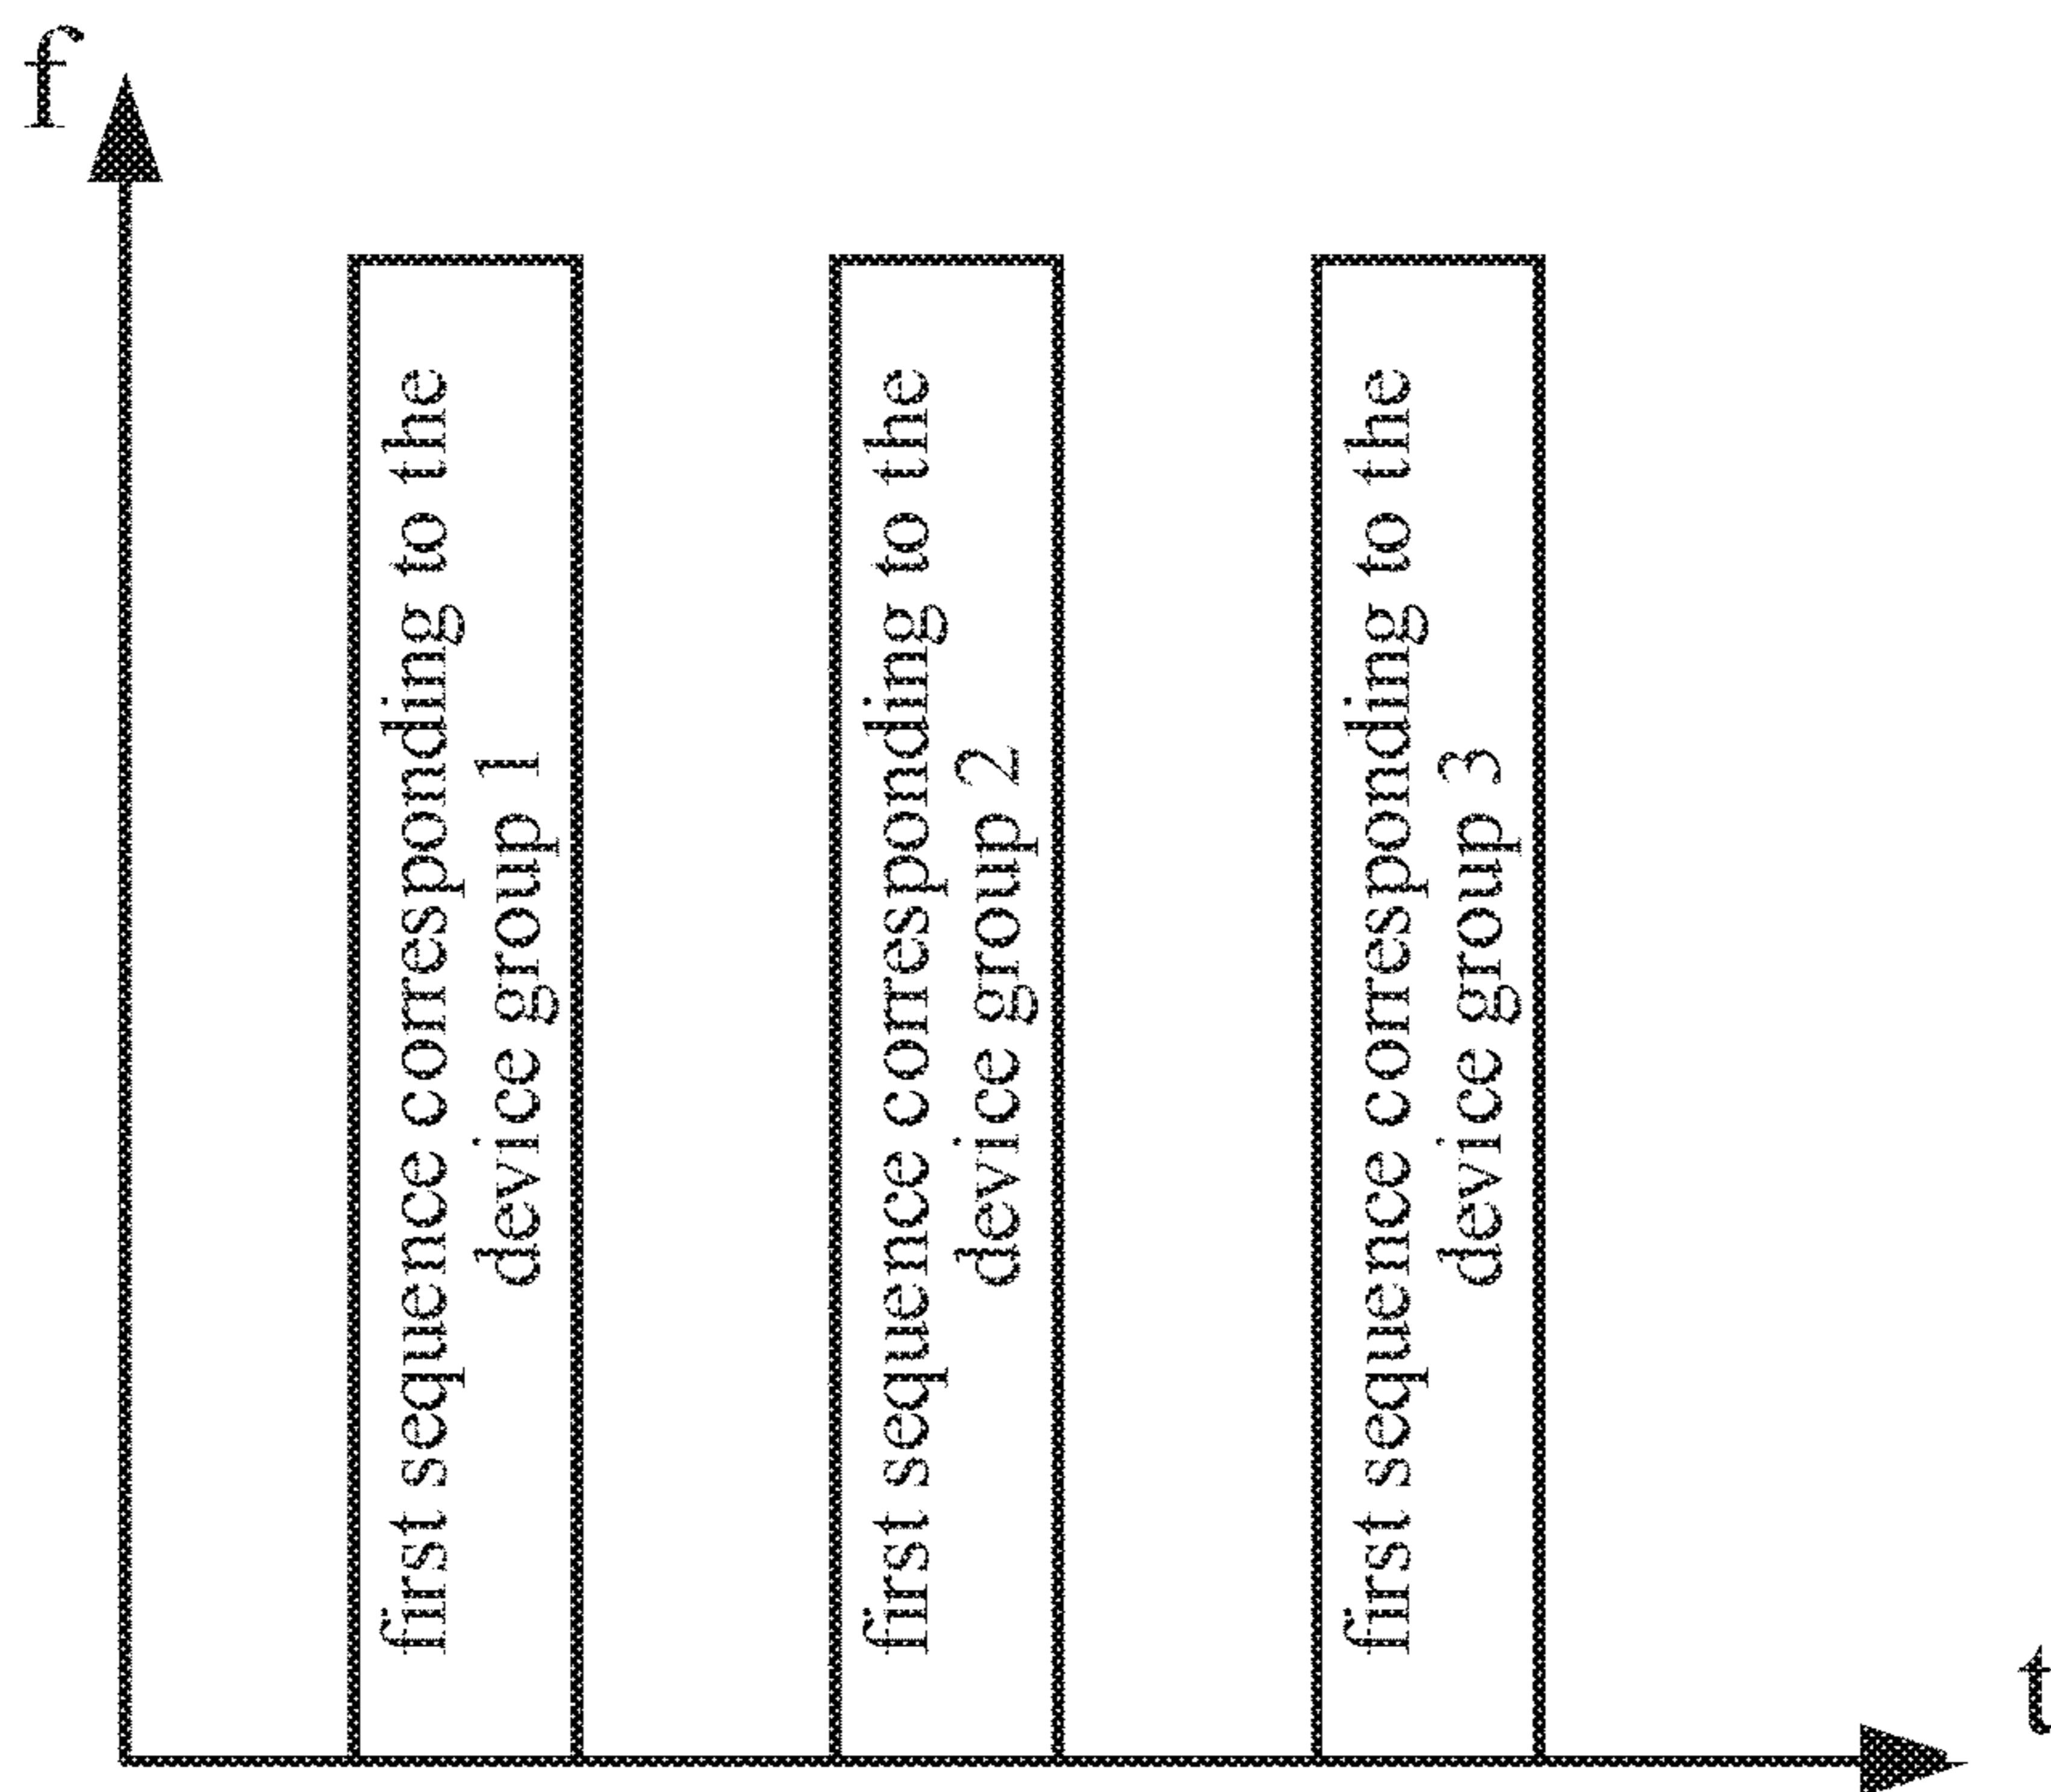 f
first sequence corresponding to the
device group 1
first sequence corresponding to the
device group 2
first sequence corresponding to the
device group 3
t